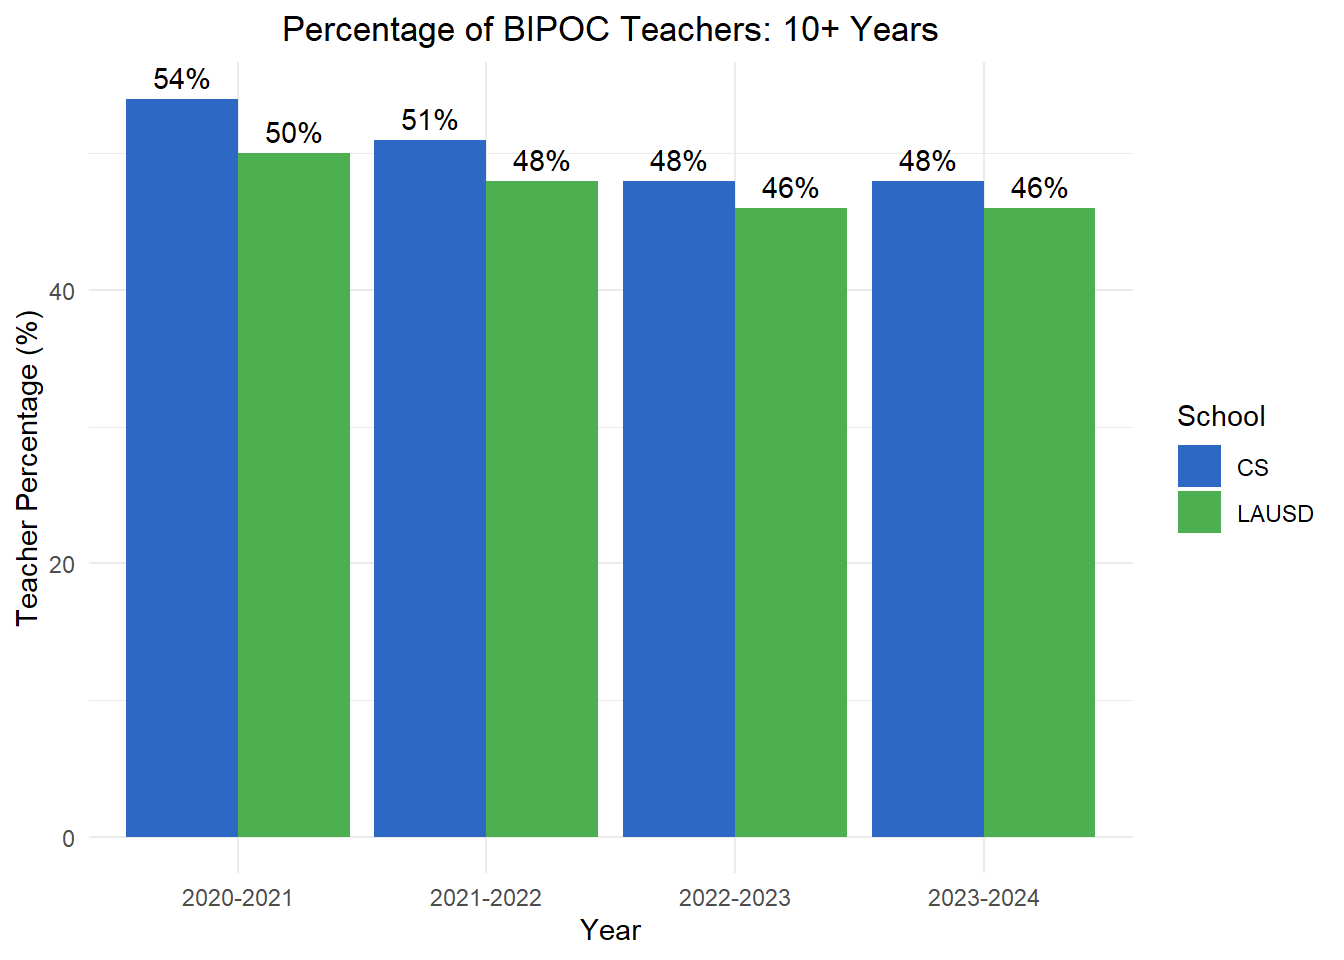 Percentage of BIPOC Teachers: 10+ Years
54%
50%
51%
48%
48%
46%
48%
46%
40
20
0
Teacher Percentage (%)
2020-2021
2021-2022
2022-2023
2023-2024
Year
School
CS
LAUSD